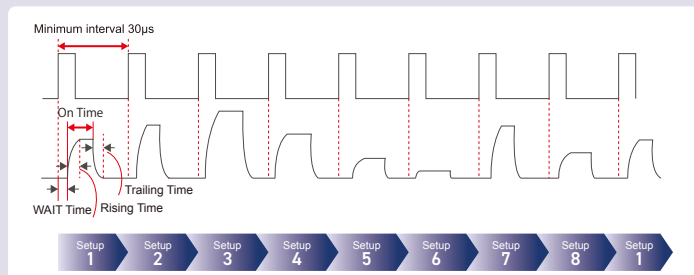 Minimum interval 30µs
On Time
Trailing Time
WAIT Time
Rising Time
Setup 1
Setup 2
Setup 3
Setup 4
Setup 5
Setup 6
Setup 7
Setup 8
Setup 1